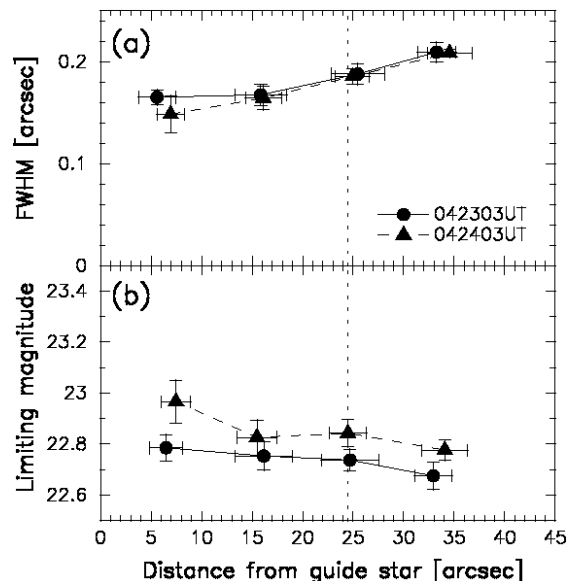 (a)
FWHM [arcsec]
0.2
0.1
0
042303UT
042403UT
(b)
Limiting magnitude
23.4
23.2
23
22.8
22.6
0 5 10 15 20 25 30 35 40 45
Distance from guide star [arcsec]